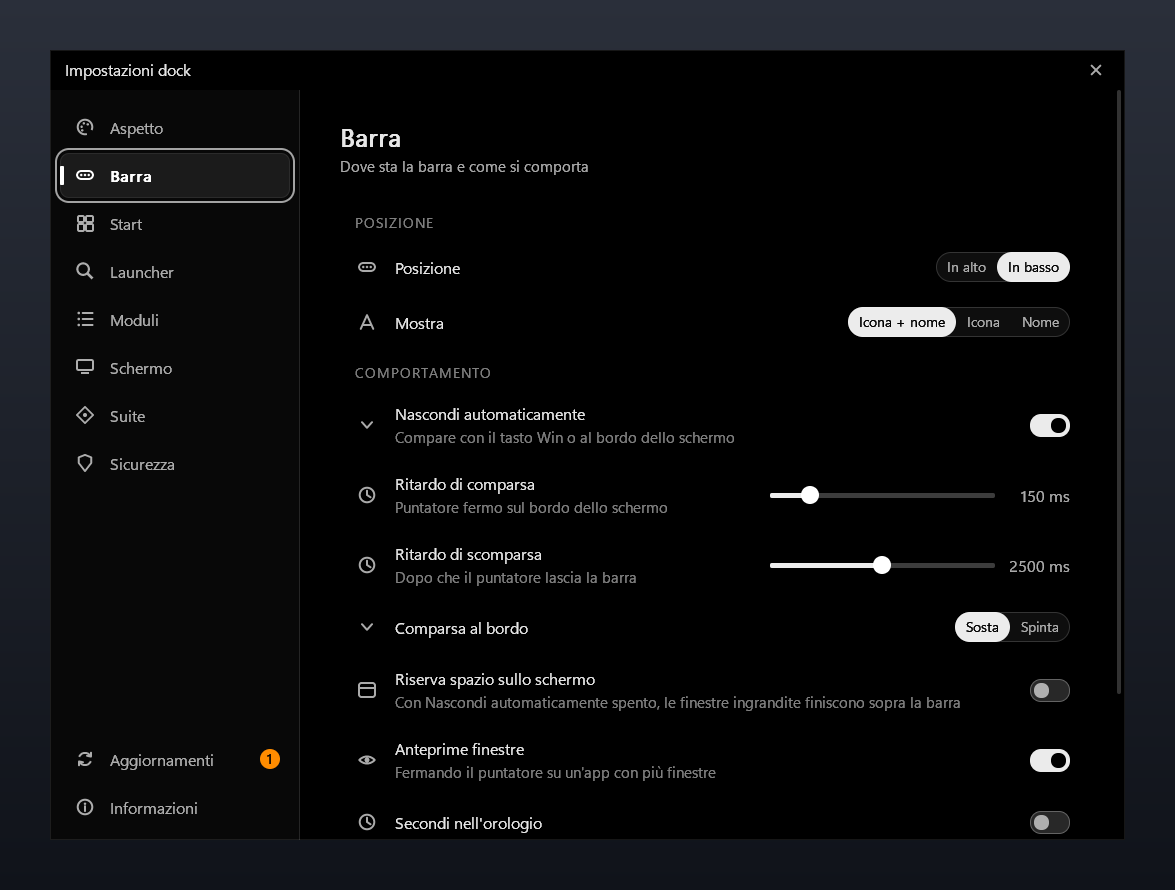 Impostazioni dock
Aspetto
Barra
Start
Launcher
Moduli
Schermo
Suite
Sicurezza
Aggiornamenti 1
Informazioni
Barra
Dove sta la barra e come si comporta
POSIZIONE
Posizione In alto In basso
Mostra Icona + nome Icona Nome
COMPORTAMENTO
Nascondi automaticamente
Compare con il tasto Win o al bordo dello schermo
Ritardo di comparsa
Puntatore fermo sul bordo dello schermo
150 ms
Ritardo di scomparsa
Dopo che il puntatore lascia la barra
2500 ms
Comparsa al bordo Sosta Spinta
Riserva spazio sullo schermo
Con Nascondi automaticamente spento, le finestre ingrandite finiscono sopra la barra
Anteprime finestre
Fermando il puntatore su un'app con più finestre
Secondi nell'orologio